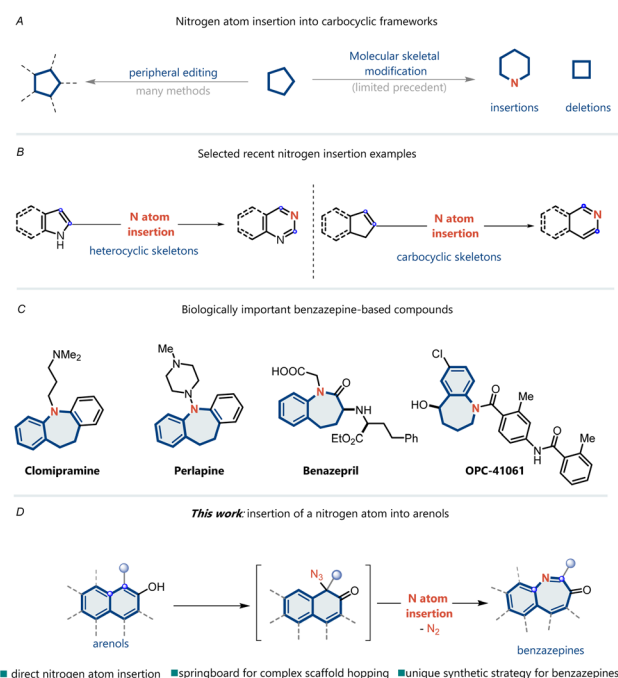 A
Nitrogen atom insertion into carbocyclic frameworks
peripheral editing
many methods
Molecular skeletal
modification
(limited precedent)
N
insertions
deletions
B
Selected recent nitrogen insertion examples
N
H
N atom
insertion
heterocyclic skeletons
N
N
N atom
insertion
carbocyclic skeletons
N
C
Biologically important benzazepine-based compounds
NMe2
N
Clomipramine
Me
N
N
N
Perlapine
HOOC
N
O
NH
EtO2C
Ph
Benazepril
Cl
HO
N
O
Me
N
H
O
Me
OPC-41061
D
This work: insertion of a nitrogen atom into arenols
OH
arenols
N3
O
N atom
insertion
- N2
N
O
benzazepines
direct nitrogen atom insertion
springboard for complex scaffold hopping
unique synthetic strategy for benzazepines